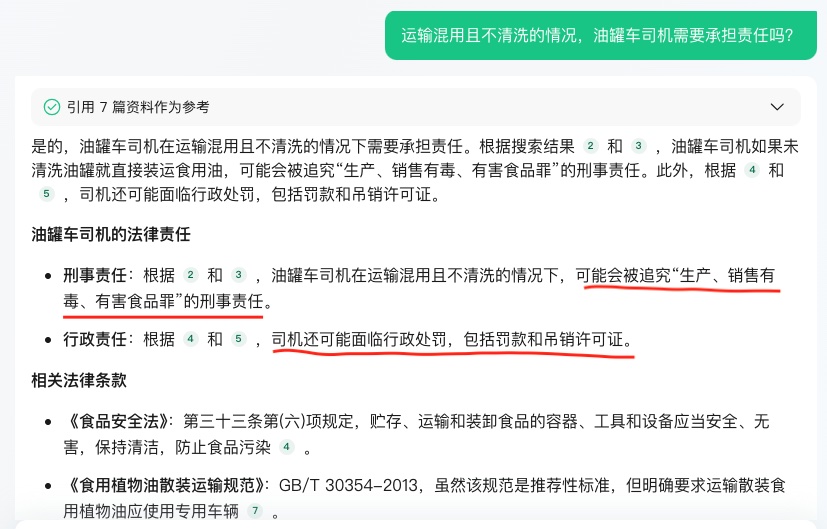 运输混用且不清洗的情况，油罐车司机需要承担责任吗？
引用 7 篇资料作为参考
是的，油罐车司机在运输混用且不清洗的情况下需要承担责任。根据搜索结果 2 和 3 ，油罐车司机如果未
清洗油罐就直接装运食用油，可能会被追究“生产、销售有毒、有害食品罪”的刑事责任。此外，根据 4 和
5 ，司机还可能面临行政处罚，包括罚款和吊销许可证。
油罐车司机的法律责任
• 刑事责任：根据 2 和 3 ，油罐车司机在运输混用且不清洗的情况下，可能会被追究“生产、销售有
毒、有害食品罪”的刑事责任。
• 行政责任：根据 4 和 5 ，司机还可能面临行政处罚，包括罚款和吊销许可证。
相关法律条款
• 《食品安全法》：第三十三条第(六)项规定，贮存、运输和装卸食品的容器、工具和设备应当安全、无
害，保持清洁，防止食品污染 4 。
• 《食用植物油散装运输规范》：GB/T 30354-2013，虽然该规范是推荐性标准，但明确要求运输散装食
用植物油应使用专用车辆 7 。